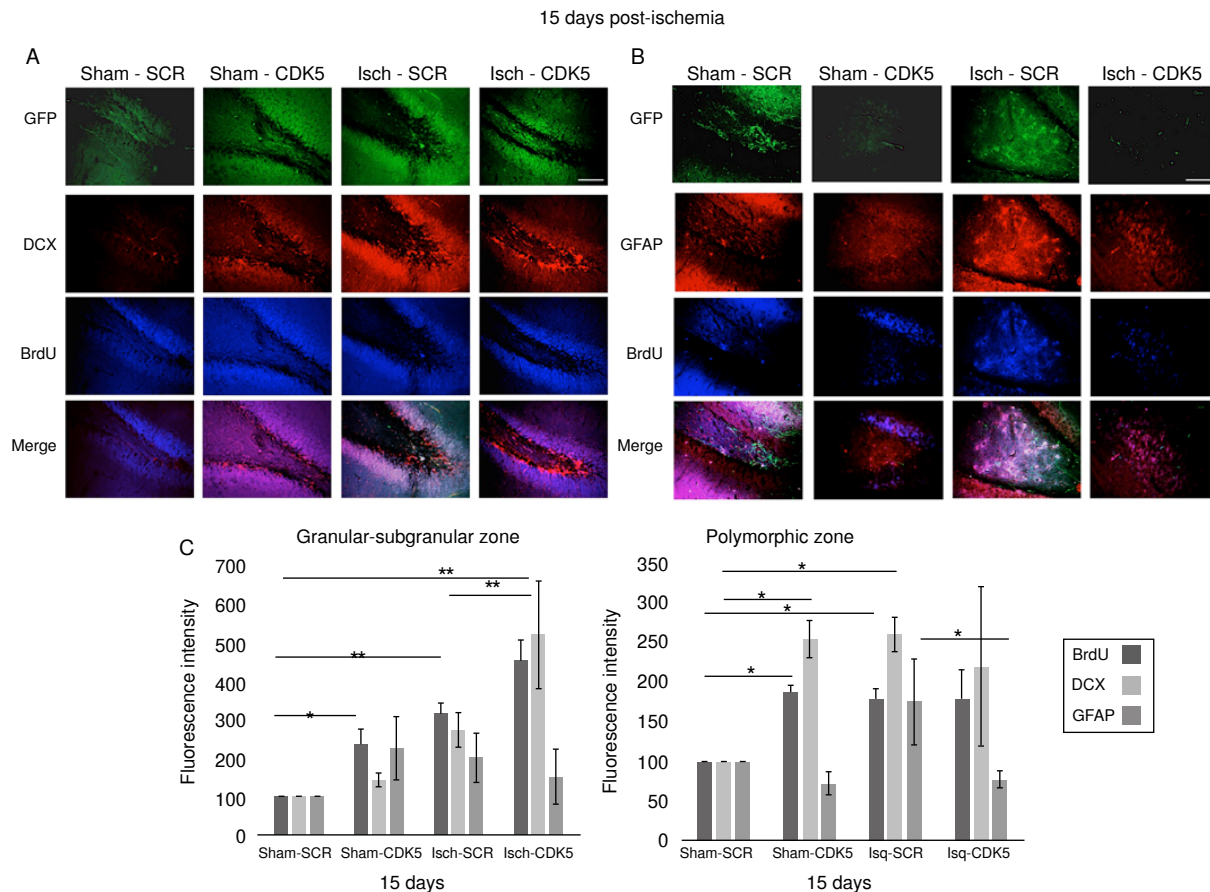 15 days post-ischemia
A
Sham - SCR Sham - CDK5 Isch - SCR Isch - CDK5
GFP
DCX
BrdU
Merge
B
Sham - SCR Sham - CDK5 Isch - SCR Isch - CDK5
GFP
GFAP
BrdU
Merge
C
Granular-subgranular zone
Fluorescence intensity
700
600
500
400
300
200
100
0
**
**
**
*
Sham-SCR Sham-CDK5 Isch-SCR Isch-CDK5
15 days
Polymorphic zone
Fluorescence intensity
350
300
250
200
150
100
50
0
*
*
*
*
*
Sham-SCR Sham-CDK5 Isq-SCR Isq-CDK5
15 days
BrdU
DCX
GFAP